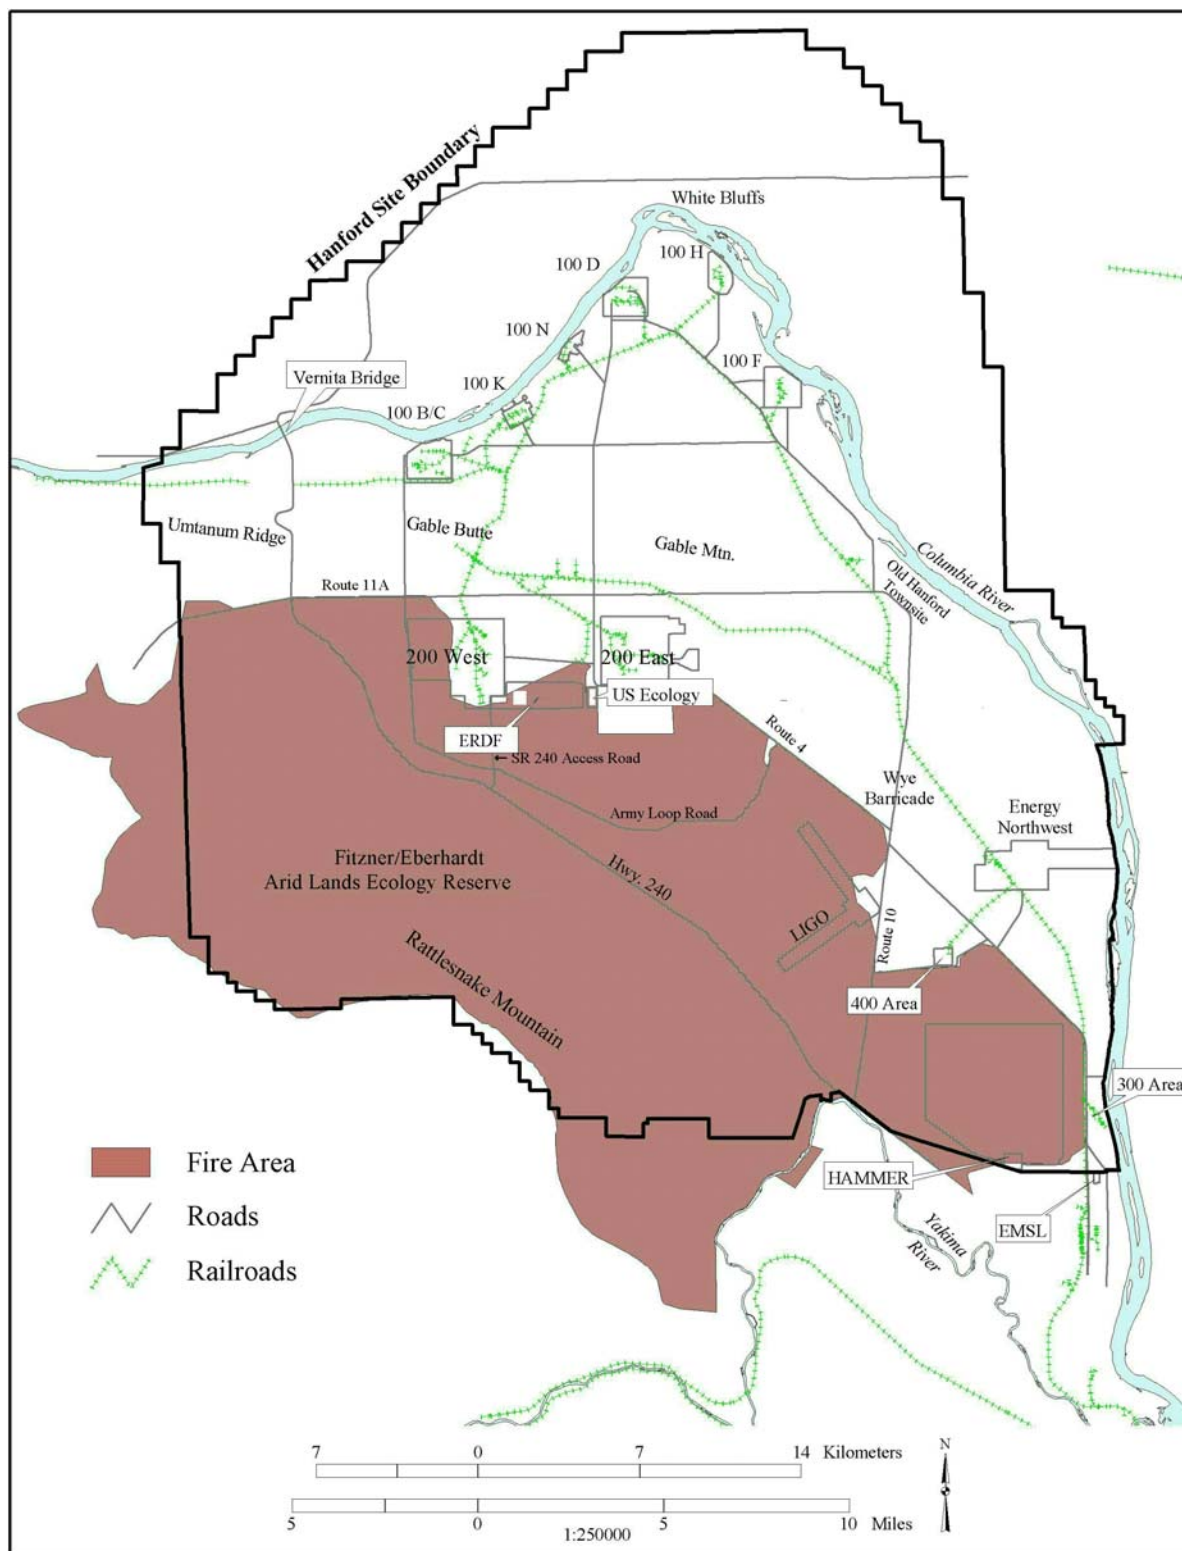 Hanford Site Boundary
White Bluffs
100 H
100 D
100 N
100 F
Vernita Bridge
100 K
100 B/C
Umtanum Ridge
Gable Butte
Gable Mtn.
Columbia River
Old Hanford
Townsite
Route 11A
200 West
200 East
US Ecology
ERDF
Route 4
SR 240 Access Road
Wye
Barricade
Army Loop Road
Energy
Northwest
Fitzner/Eberhardt
Arid Lands Ecology Reserve
Hwy. 240
LIGO
Route 10
Rattlesnake Mountain
400 Area
300 Area
HAMMER
EMSL
Yakima
River
Fire Area
Roads
Railroads
7 0 7 14 Kilometers
N
5 0 5 10 Miles
1:250000